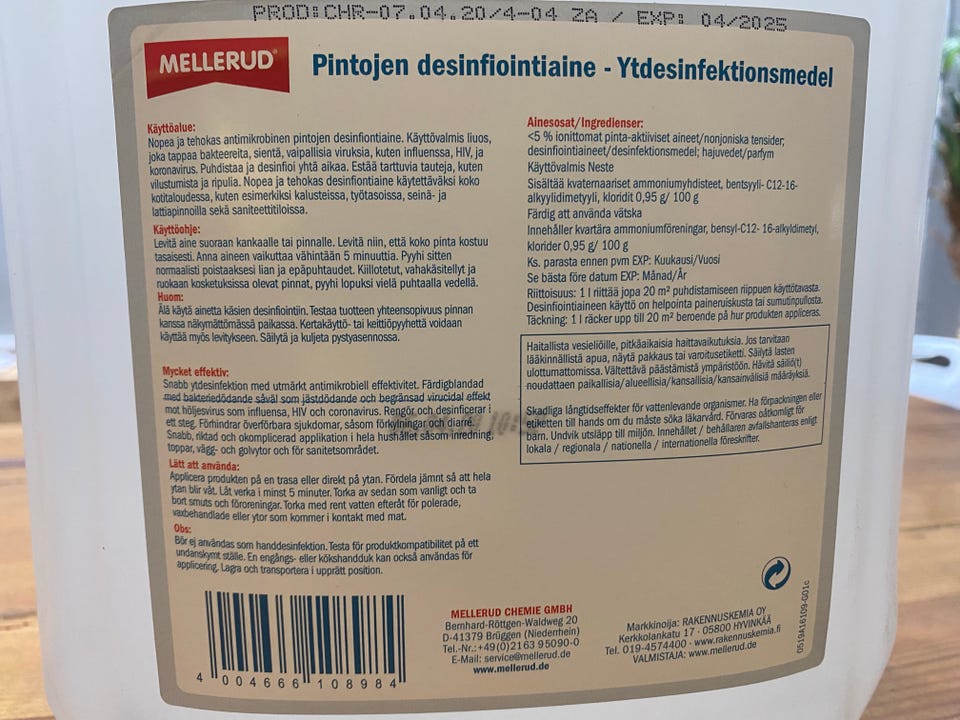 PROD:CHR-07.04.20/4-04 ZA / EXP: 04/2025
MELLERUD
Pintojen desinfiointiaine - Ytdesinfektionsmedel
Käyttöalue:
Nopea ja tehokas antimikrobinen pintojen desinfiontiaine. Käyttövalmis liuos,
joka tappaa bakteereita, sientä, vaipallisia viruksia, kuten influenssa, HIV, ja
koronavirus. Puhdistaa ja desinfioi yhtä aikaa. Estää tarttuvia tauteja, kuten
vilustumista ja ripulia. Nopea ja tehokas desinfiontiaine käytettäväksi koko
kotitaloudessa, kuten esimerkiksi kalusteissa, työtasoissa, seinä- ja
lattiapinnoilla sekä saniteettitiloissa.
Käyttöohje:
Levitä aine suoraan kankaalle tai pinnalle. Levitä niin, että koko pinta kostuu
tasaisesti. Anna aineen vaikuttaa vähintään 5 minuuttia. Pyyhi sitten
normaalisti poistaaksesi lian ja epäpuhtaudet. Kiillotetut, vahakäsitellyt ja
ruokaan kosketuksissa olevat pinnat, pyyhi lopuksi vielä puhtaalla vedellä.
Huom:
Älä käytä ainetta käsien desinfiontiin. Testaa tuotteen yhteensopivuus pinnan
kanssa näkymättömässä paikassa. Kertakäyttö- tai keittiöpyyhettä voidaan
käyttää myös levitykseen. Säilytä ja kuljeta pystyasennossa.
Mycket effektiv:
Snabb ytdesinfektion med utmärkt antimikrobiell effektivitet. Färdigblandad
med bakteriedödande såväl som jästdödande och begränsad virucidal effekt
mot höljesvirus som influensa, HIV och coronavirus. Rengör och desinficerar i
ett steg. Förhindrar överförbara sjukdomar, såsom förkylningar och diarré.
Snabb, riktad och okomplicerad applikation i hela hushållet såsom inredning,
toppar, vägg- och golvytor och för sanitetsområdet.
Lätt att använda:
Applicera produkten på en trasa eller direkt på ytan. Fördela jämnt så att hela
ytan blir våt. Låt verka i minst 5 minuter. Torka av sedan som vanligt och ta
bort smuts och föroreningar. Torka med rent vatten efteråt för polerade,
vaxbehandlade eller ytor som kommer i kontakt med mat.
Obs:
Bör ej användas som handdesinfektion. Testa för produktkompatibilitet på ett
undanskymt ställe. En engångs- eller kökshandduk kan också användas för
applicering. Lagra och transportera i upprätt position.
Ainesosat/Ingredienser:
<5 % ionittomat pinta-aktiiviset aineet/nonjoniska tensider;
desinfiointiaineet/desinfektionsmedel; hajuvedet/parfym
Käyttövalmis Neste
Sisältää kvaternaariset ammoniumyhdisteet, bentsyyli- C12-16-
alkyylidimetyyli, kloridit 0,95 g/ 100 g
Färdig att använda vätska
Innehåller kvartära ammoniumföreningar, bensyl-C12- 16-alkyldimetyl,
klorider 0,95 g/ 100 g
Ks. parasta ennen pvm EXP: Kuukausi/Vuosi
Se bästa före datum EXP: Månad/År
Riittoisuus: 1 l riittää jopa 20 m² puhdistamiseen riippuen käyttötavasta.
Desinfiointiaineen käyttö on helpointa paineruiskusta tai sumutinpullosta.
Täckning: 1 l räcker upp till 20 m² beroende på hur produkten appliceras.
Haitallista vesieliöille, pitkäaikaisia haittavaikutuksia. Jos tarvitaan
lääkinnällistä apua, näytä pakkaus tai varoitusetiketti. Säilytä lasten
ulottumattomissa. Vältettävä päästämistä ympäristöön. Hävitä säiliö(t)
noudattaen paikallisia/alueellisia/kansallisia/kansainvälisiä määräyksiä.
Skadliga långtidseffekter för vattenlevande organismer. Ha förpackningen eller
etiketten till hands om du måste söka läkarvård. Förvaras oåtkomligt för
barn. Undvik utsläpp till miljön. Innehållet / behållaren avfallshanteras enligt
lokala / regionala / nationella / internationella föreskrifter.
4 004666 108984
MELLERUD CHEMIE GMBH
Bernhard-Röttgen-Waldweg 20
D-41379 Brüggen (Niederrhein)
Tel.-Nr.: +49(0)2163 95090-0
E-Mail: service@mellerud.de
www.mellerud.de
Markkinoija: RAKENNUSKEMIA OY
Kerkkolankatu 17 · 05800 HYVINKÄÄ
Tel. 019-4574400 · www.rakennuskemia.fi
VALMISTAJA: www.mellerud.de
0519A16109-G01c